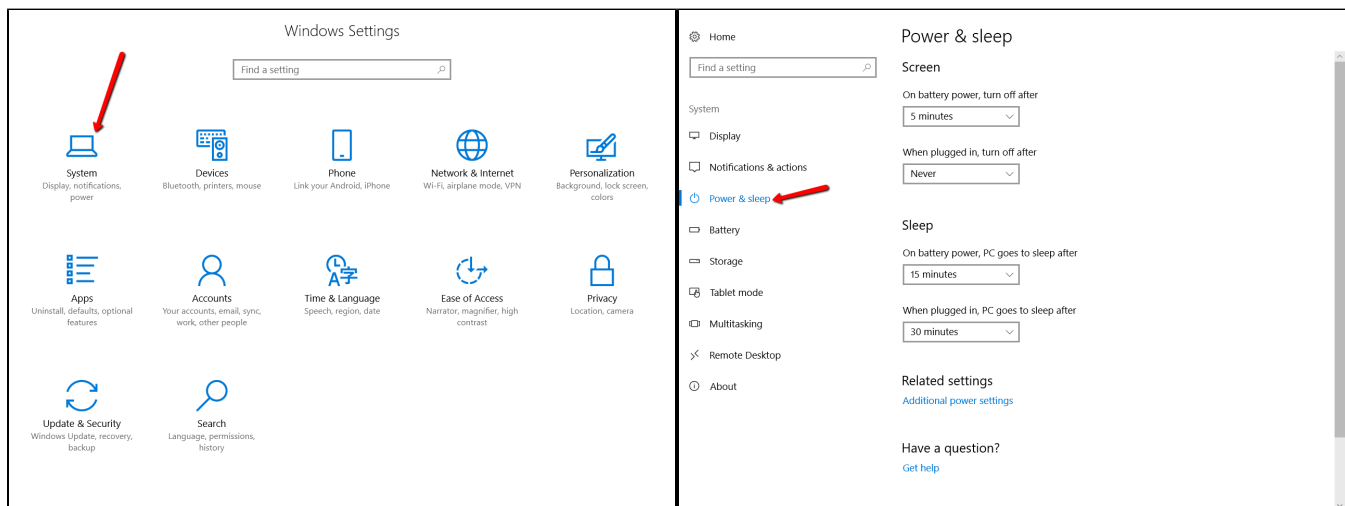 Windows Settings
Find a setting
System
Display, notifications,
power
Devices
Bluetooth, printers, mouse
Phone
Link your Android, iPhone
Network & Internet
Wi-Fi, airplane mode, VPN
Personalization
Background, lock screen,
colors
Apps
Uninstall, defaults, optional
features
Accounts
Your accounts, email, sync,
work, other people
Time & Language
Speech, region, date
Ease of Access
Narrator, magnifier, high
contrast
Privacy
Location, camera
Update & Security
Windows Update, recovery,
backup
Search
Language, permissions,
history
Home
Find a setting
System
Display
Notifications & actions
Power & sleep
Battery
Storage
Tablet mode
Multitasking
Remote Desktop
About
Power & sleep
Screen
On battery power, turn off after
5 minutes
When plugged in, turn off after
Never
Sleep
On battery power, PC goes to sleep after
15 minutes
When plugged in, PC goes to sleep after
30 minutes
Related settings
Additional power settings
Have a question?
Get help